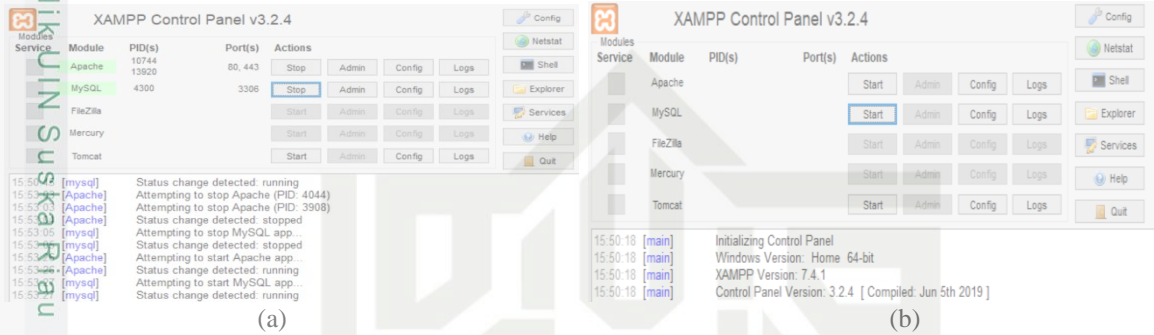 XAMPP Control Panel v3.2.4
Modules
Service Module PID(s) Port(s) Actions
Apache 10744 13920 80, 443 Stop Admin Config Logs
MySQL 4300 3306 Stop Admin Config Logs
FileZilla Start Admin Config Logs
Mercury Start Admin Config Logs
Tomcat Start Admin Config Logs
Config
Netstat
Shell
Explorer
Services
Help
Quit
[mysql] Status change detected: running
[Apache] Attempting to stop Apache (PID: 4044)
15:53:03 [Apache] Attempting to stop Apache (PID: 3908)
[Apache] Status change detected: stopped
15:53:05 [mysql] Attempting to stop MySQL app...
[mysql] Status change detected: stopped
[Apache] Attempting to start Apache app...
[Apache] Status change detected: running
[mysql] Attempting to start MySQL app...
15:53:27 [mysql] Status change detected: running
(a)
XAMPP Control Panel v3.2.4
Modules
Service Module PID(s) Port(s) Actions
Apache Start Admin Config Logs
MySQL Start Admin Config Logs
FileZilla Start Admin Config Logs
Mercury Start Admin Config Logs
Tomcat Start Admin Config Logs
Config
Netstat
Shell
Explorer
Services
Help
Quit
15:50:18 [main] Initializing Control Panel
15:50:18 [main] Windows Version: Home 64-bit
15:50:18 [main] XAMPP Version: 7.4.1
15:50:18 [main] Control Panel Version: 3.2.4 [ Compiled: Jun 5th 2019 ]
(b)
lik UIN Suska Riau